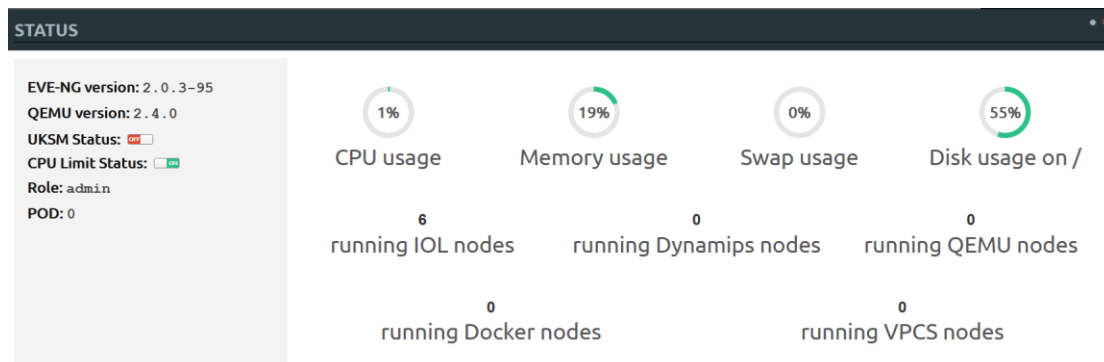 STATUS
EVE-NG version: 2.0.3-95
QEMU version: 2.4.0
UKSM Status: OFF
CPU Limit Status: ON
Role: admin
POD: 0
1%
19%
0%
55%
CPU usage
Memory usage
Swap usage
Disk usage on /
6
0
0
running IOL nodes
running Dynamips nodes
running QEMU nodes
0
0
running Docker nodes
running VPCS nodes